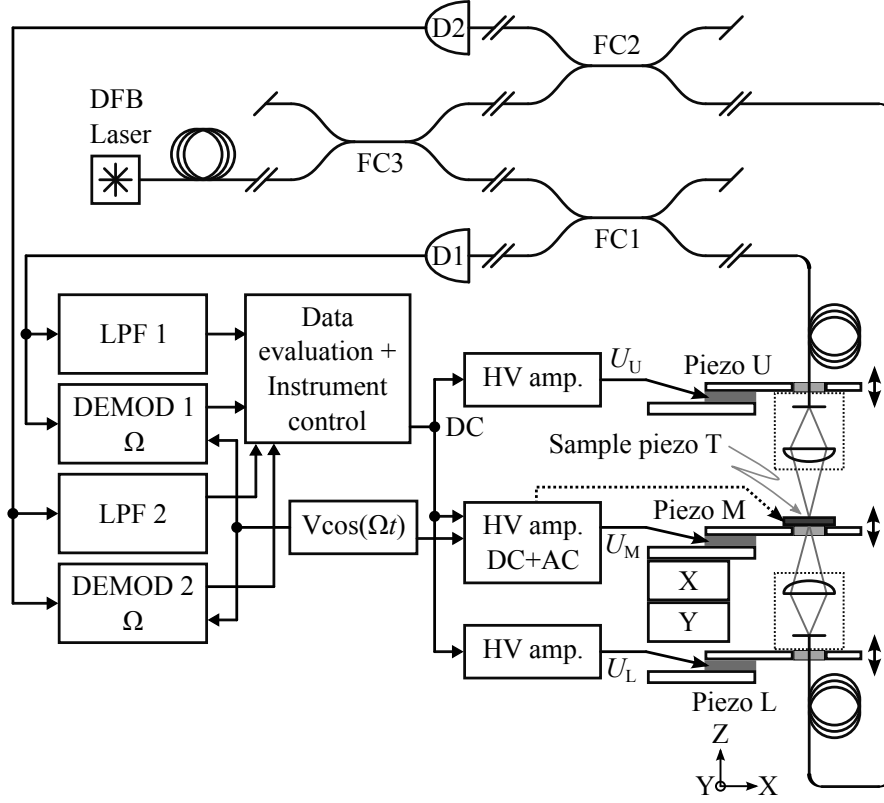 D2
FC2
DFB
Laser
FC3
FC1
D1
LPF 1
Data
evaluation +
Instrument
control
HV amp.
U_U
Piezo U
DEMOD 1
Ω
DC
Sample piezo T
LPF 2
Vcos(Ωt)
HV amp.
DC+AC
U_M
Piezo M
X
DEMOD 2
Ω
Y
HV amp.
U_L
Piezo L
Z
Y
X